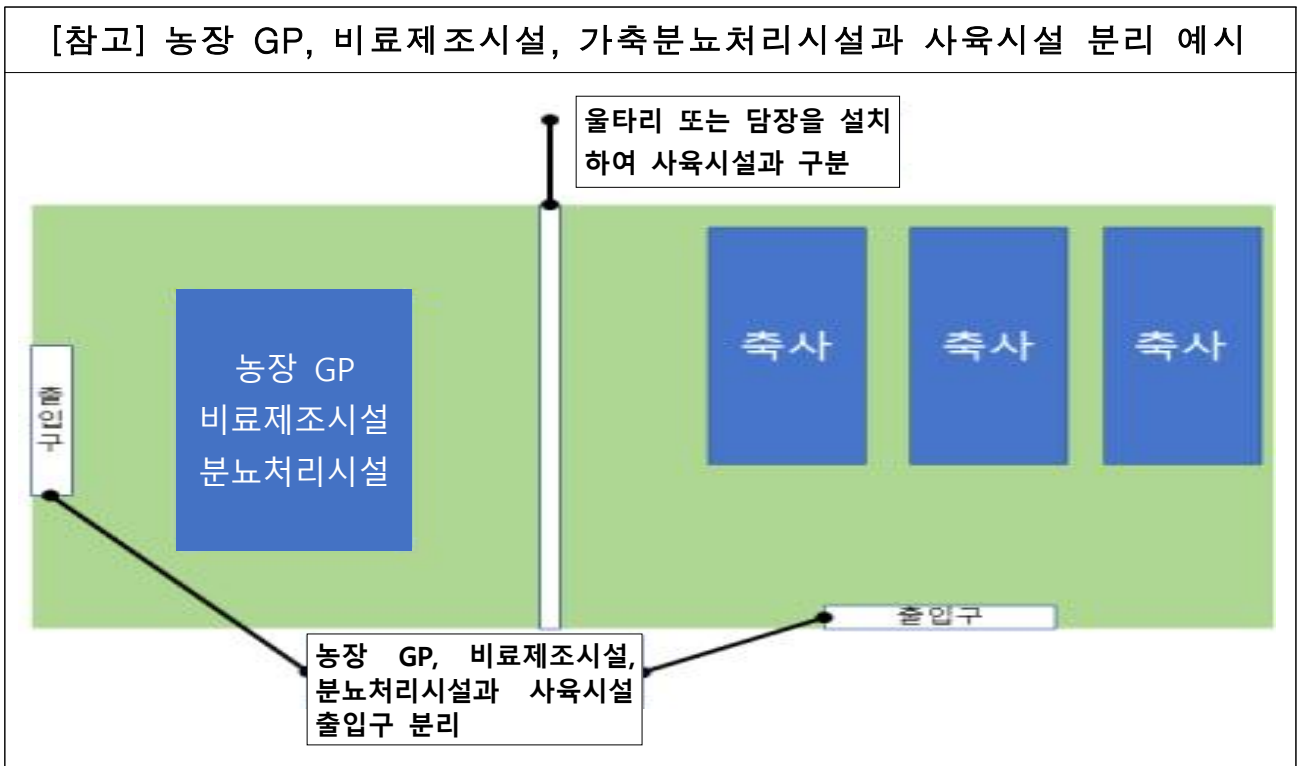 [참고] 농장 GP, 비료제조시설, 가축분뇨처리시설과 사육시설 분리 예시
울타리 또는 담장을 설치
하여 사육시설과 구분
출입구
농장 GP
비료제조시설
분뇨처리시설
축사
축사
축사
출입구
농장 GP, 비료제조시설,
분뇨처리시설과 사육시설
출입구 분리